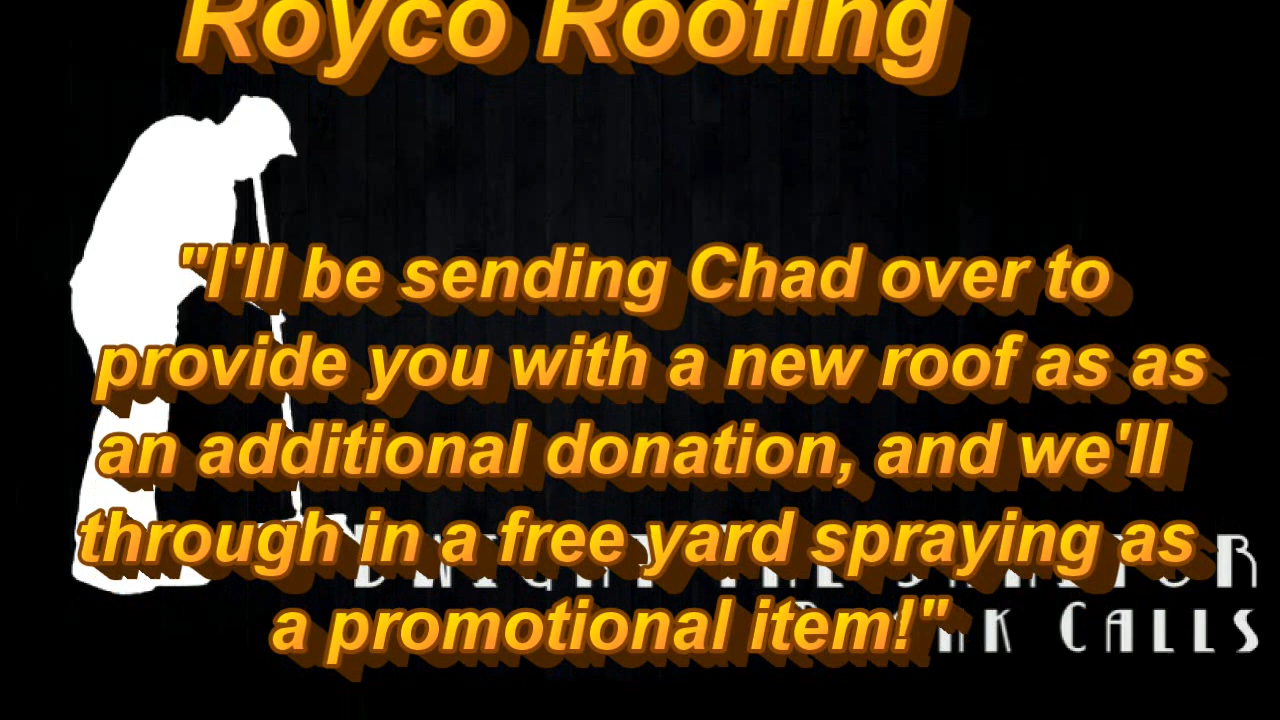 Royco Roofing
"I'll be sending Chad over to
provide you with a new roof as as
an additional donation, and we'll
through in a free yard spraying as
a promotional item!"
CALLS